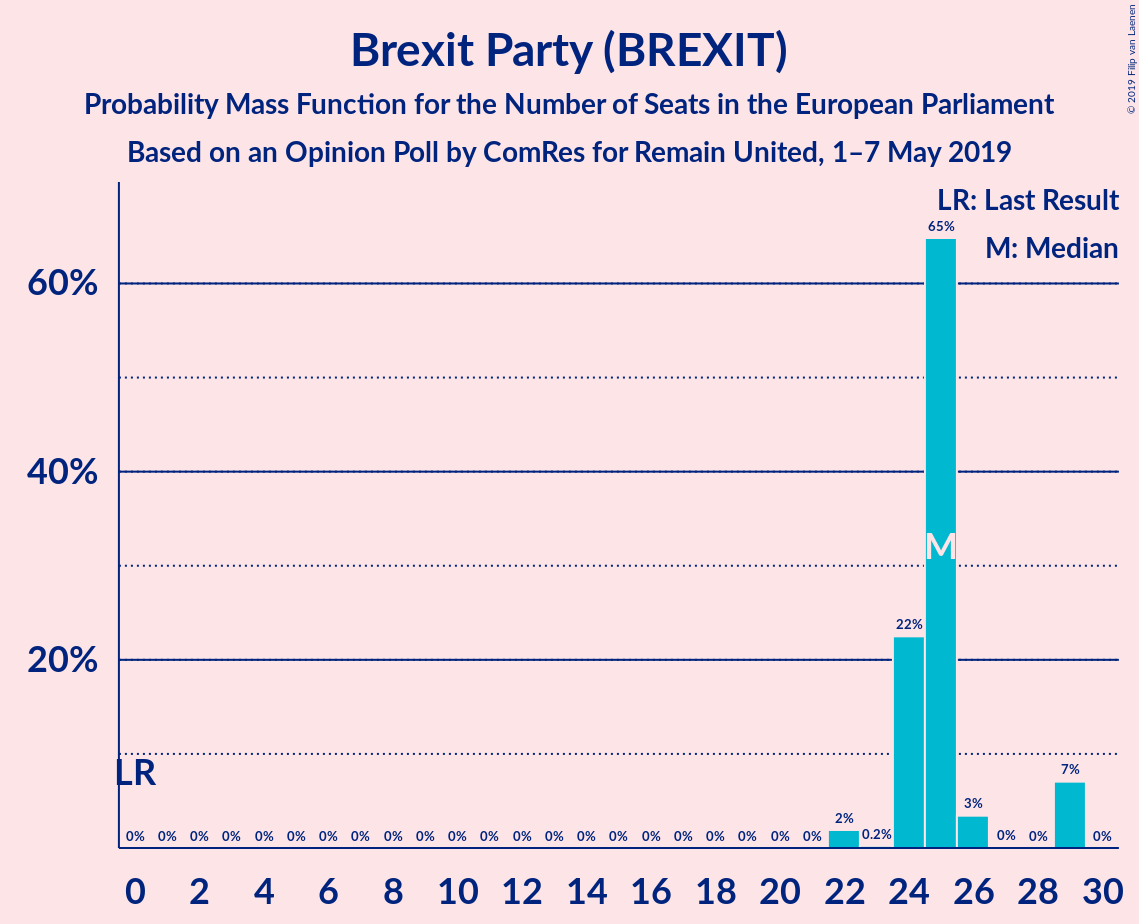 Brexit Party (BREXIT)
Probability Mass Function for the Number of Seats in the European Parliament
Based on an Opinion Poll by ComRes for Remain United, 1–7 May 2019
© 2019 Filip van Laenen
LR: Last Result
M: Median
60%
40%
20%
LR
M
0% 0% 0% 0% 0% 0% 0% 0% 0% 0% 0% 0% 0% 0% 0% 0% 0% 0% 0% 0% 0% 0% 2% 0.2% 22% 65% 3% 0% 0% 7% 0%
0 2 4 6 8 10 12 14 16 18 20 22 24 26 28 30